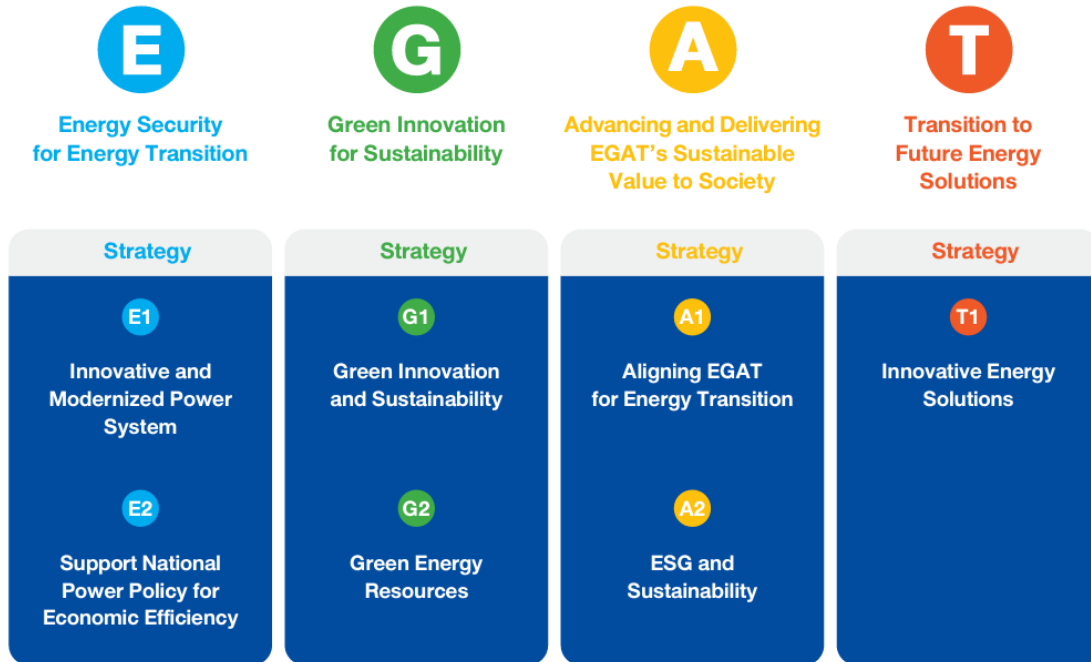 E
Energy Security
for Energy Transition
Strategy
E1
Innovative and
Modernized Power
System
E2
Support National
Power Policy for
Economic Efficiency
G
Green Innovation
for Sustainability
Strategy
G1
Green Innovation
and Sustainability
G2
Green Energy
Resources
A
Advancing and Delivering
EGAT's Sustainable
Value to Society
Strategy
A1
Aligning EGAT
for Energy Transition
A2
ESG and
Sustainability
T
Transition to
Future Energy
Solutions
Strategy
T1
Innovative Energy
Solutions